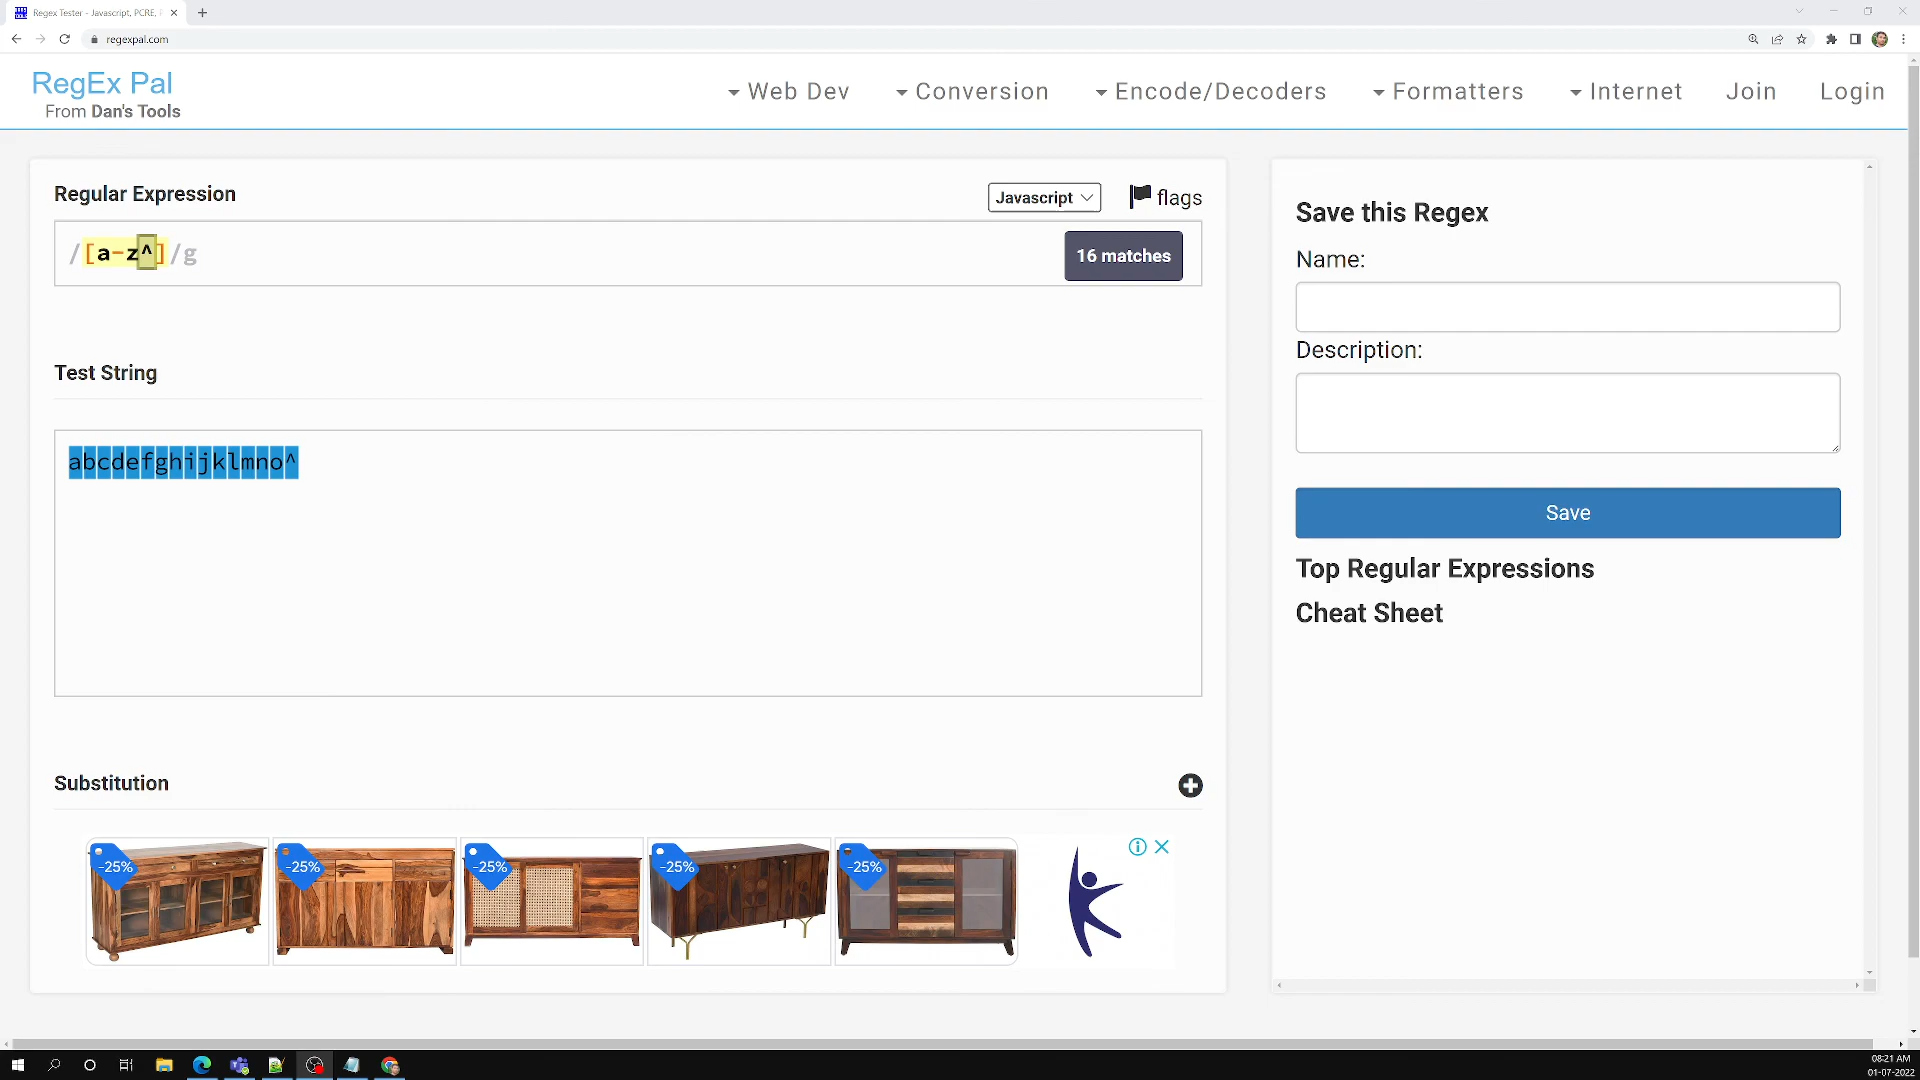 Regex Tester - Javascript, PCRE,
regexpal.com
RegEx Pal
From Dan's Tools
Web Dev
Conversion
Encode/Decoders
Formatters
Internet
Join
Login
Regular Expression
Javascript
flags
/[a-z^]/g
16 matches
Test String
abcdefghijklmno^
Substitution
-25%
-25%
-25%
-25%
-25%
Save this Regex
Name:
Description:
Save
Top Regular Expressions
Cheat Sheet
08:21 AM
01-07-2022